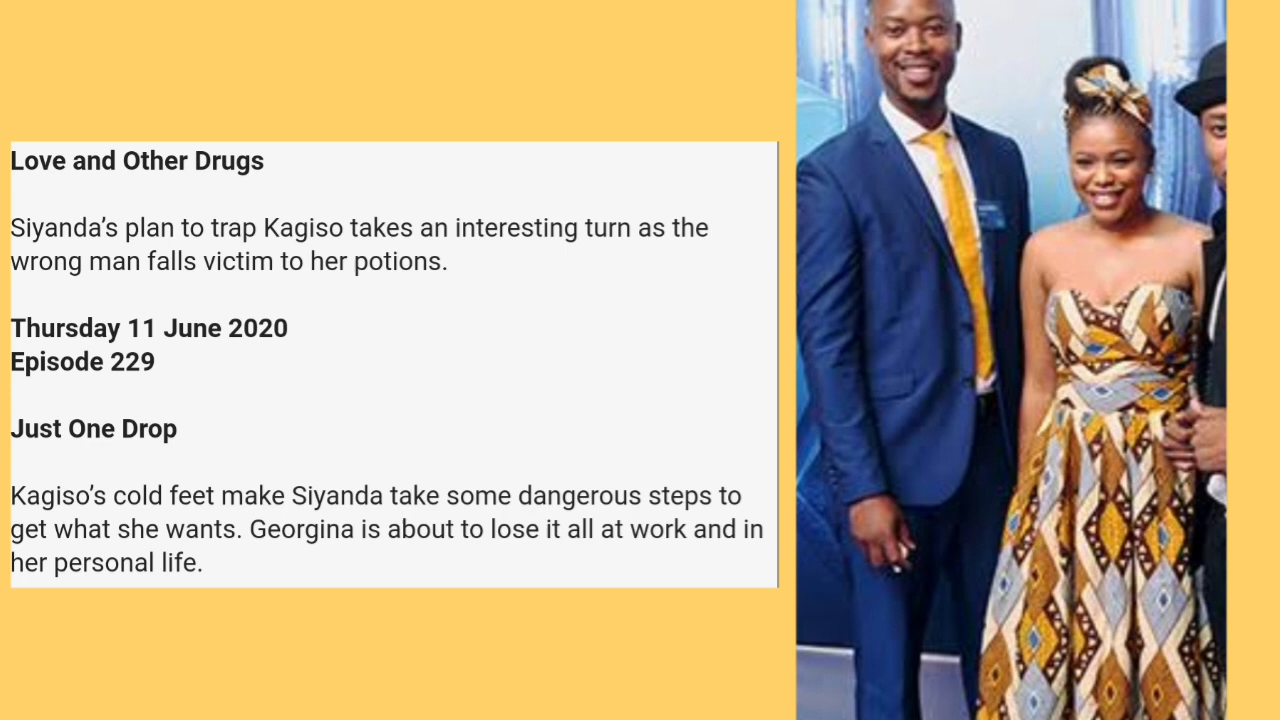 Love and Other Drugs
Siyanda’s plan to trap Kagiso takes an interesting turn as the
wrong man falls victim to her potions.
Thursday 11 June 2020
Episode 229
Just One Drop
Kagiso’s cold feet make Siyanda take some dangerous steps to
get what she wants. Georgina is about to lose it all at work and in
her personal life.